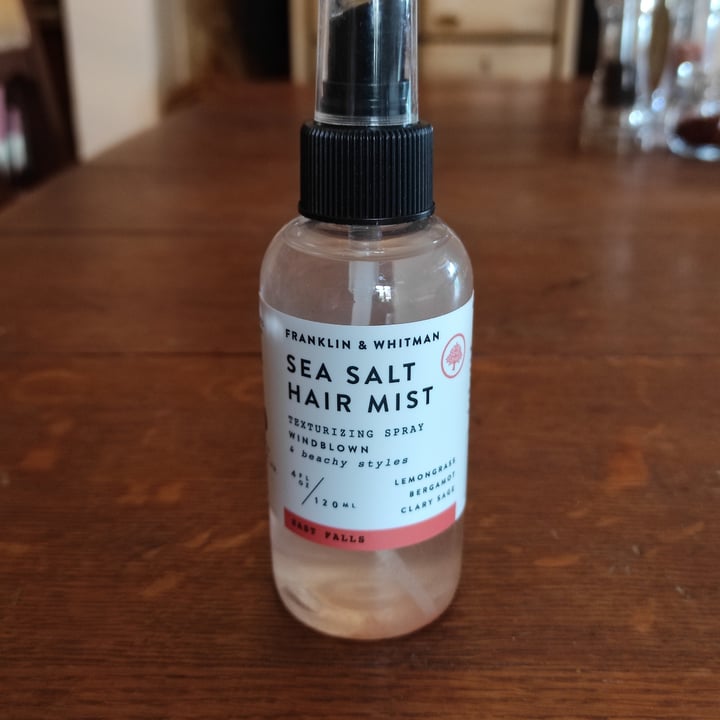 FRANKLIN & WHITMAN
SEA SALT
HAIR MIST
TEXTURIZING SPRAY
WINDBLOWN
& beachy styles
4 FL OZ / 120 ML
LEMONGRASS
BERGAMOT
CLARY SAGE
EAST FALLS